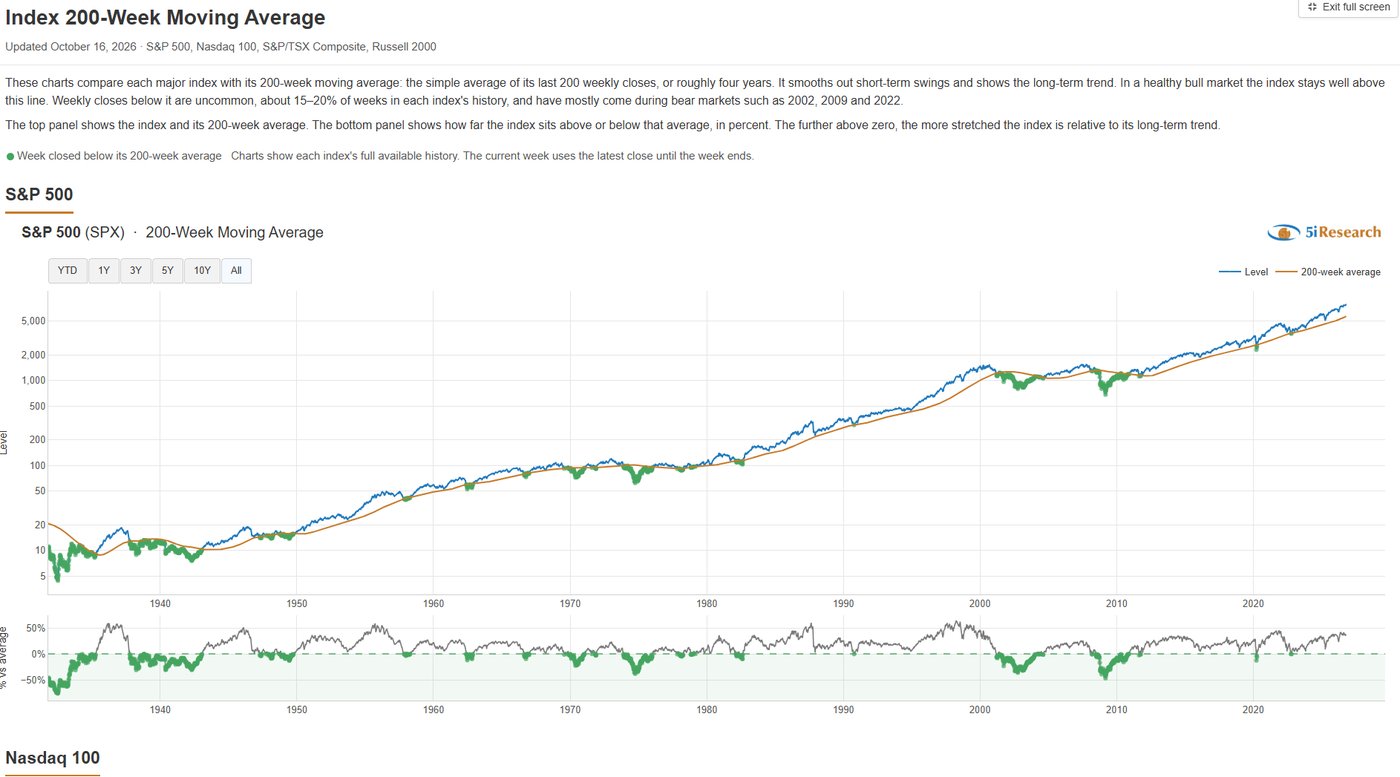 Index 200-Week Moving Average
Exit full screen
Updated October 16, 2026 · S&P 500, Nasdaq 100, S&P/TSX Composite, Russell 2000
These charts compare each major index with its 200-week moving average: the simple average of its last 200 weekly closes, or roughly four years. It smooths out short-term swings and shows the long-term trend. In a healthy bull market the index stays well above
this line. Weekly closes below it are uncommon, about 15–20% of weeks in each index's history, and have mostly come during bear markets such as 2002, 2009 and 2022.
The top panel shows the index and its 200-week average. The bottom panel shows how far the index sits above or below that average, in percent. The further above zero, the more stretched the index is relative to its long-term trend.
Week closed below its 200-week average Charts show each index's full available history. The current week uses the latest close until the week ends.
S&P 500
S&P 500 (SPX) · 200-Week Moving Average
5iResearch
YTD 1Y 3Y 5Y 10Y All
Level 200-week average
5,000
2,000
1,000
500
200
100
50
20
10
5
Level
1940 1950 1960 1970 1980 1990 2000 2010 2020
50%
0%
−50%
% vs average
1940 1950 1960 1970 1980 1990 2000 2010 2020
Nasdaq 100